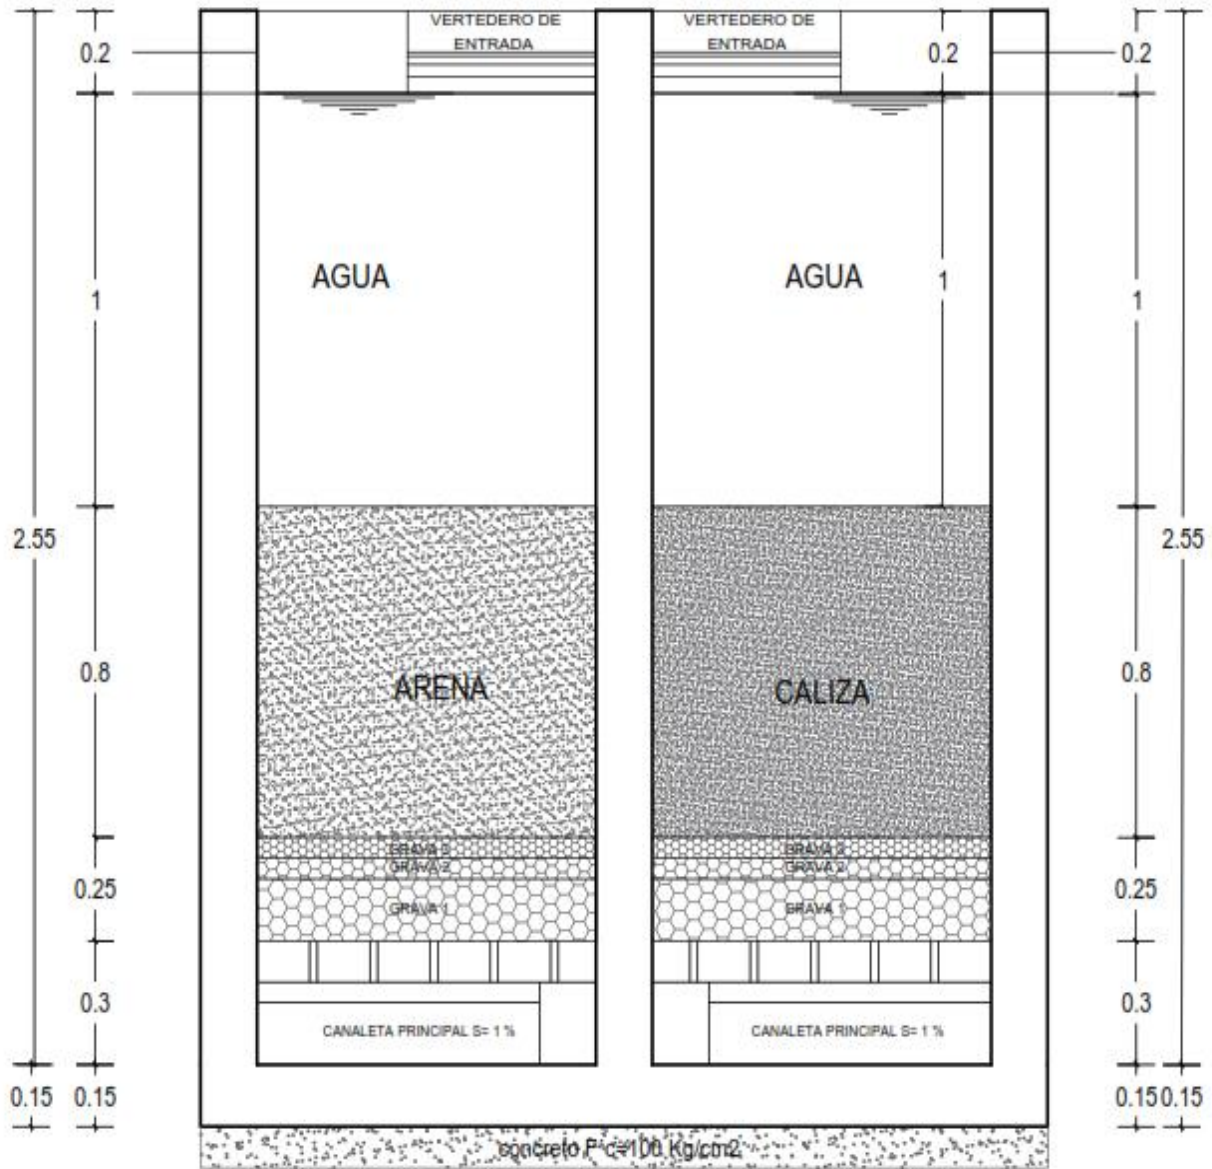 VERTEDERO DE
ENTRADA
VERTEDERO DE
ENTRADA
0.2
0.2
0.2
AGUA
AGUA
1
1
1
2.55
2.55
0.8
ARENA
CALIZA
0.8
GRAVA 3
GRAVA 3
GRAVA 2
GRAVA 2
0.25
GRAVA 1
GRAVA 1
0.25
0.3
CANALETA PRINCIPAL S= 1 %
CANALETA PRINCIPAL S= 1 %
0.3
0.15
0.15
0.15
0.15
concreto F'c=100 Kg/cm2